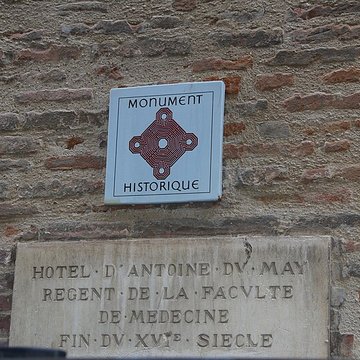 MONUMENT
HISTORIQUE
HOTEL · D'ANTOINE · DV · MAY
REGENT · DE · LA · FACVLTE
DE · MEDECINE
FIN · DV · XVIE · SIECLE